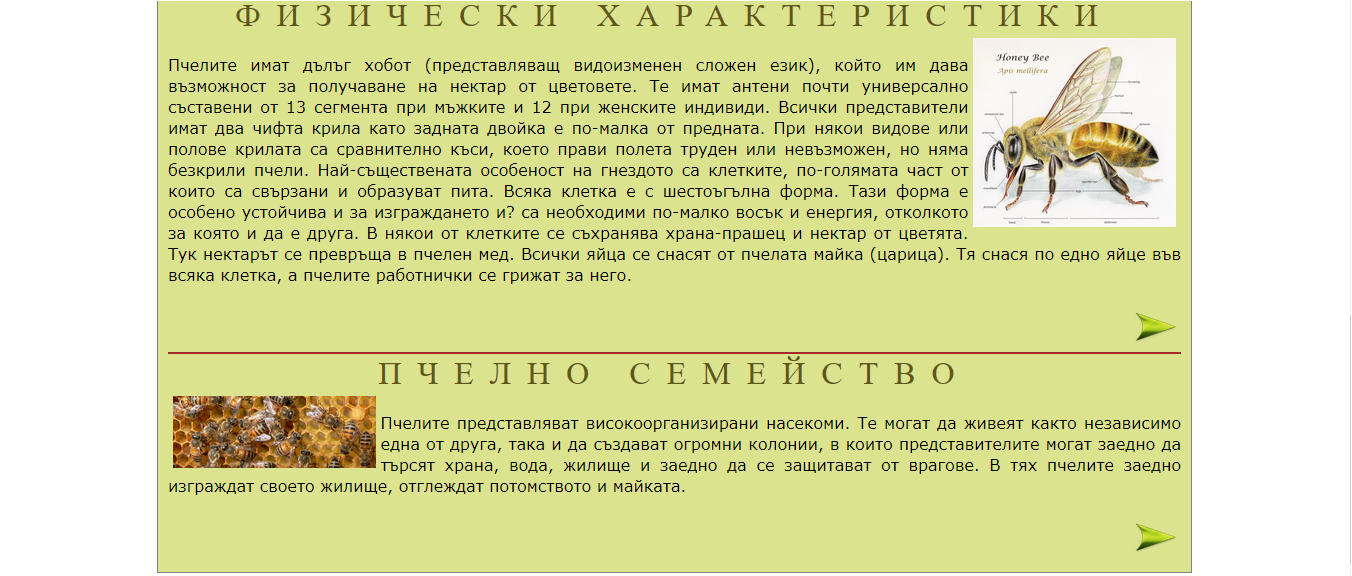 ФИЗИЧЕСКИ ХАРАКТЕРИСТИКИ
Honey Bee
Apis mellifera
Пчелите имат дълъг хобот (представляващ видоизменен сложен език), който им дава
възможност за получаване на нектар от цветовете. Те имат антени почти универсално
съставени от 13 сегмента при мъжките и 12 при женските индивиди. Всички представители
имат два чифта крила като задната двойка е по-малка от предната. При някои видове или
полове крилата са сравнително къси, което прави полета труден или невъзможен, но няма
безкрили пчели. Най-съществената особеност на гнездото са клетките, по-голямата част от
които са свързани и образуват пита. Всяка клетка е с шестоъгълна форма. Тази форма е
особено устойчива и за изграждането и? са необходими по-малко восък и енергия, отколкото
за която и да е друга. В някои от клетките се съхранява храна-прашец и нектар от цветята.
Тук нектарът се превръща в пчелен мед. Всички яйца се снасят от пчелата майка (царица). Тя снася по едно яйце във
всяка клетка, а пчелите работнички се грижат за него.
ПЧЕЛНО СЕМЕЙСТВО
Пчелите представляват високоорганизирани насекоми. Те могат да живеят както независимо
една от друга, така и да създават огромни колонии, в които представителите могат заедно да
търсят храна, вода, жилище и заедно да се защитават от врагове. В тях пчелите заедно
изграждат своето жилище, отглеждат потомството и майката.